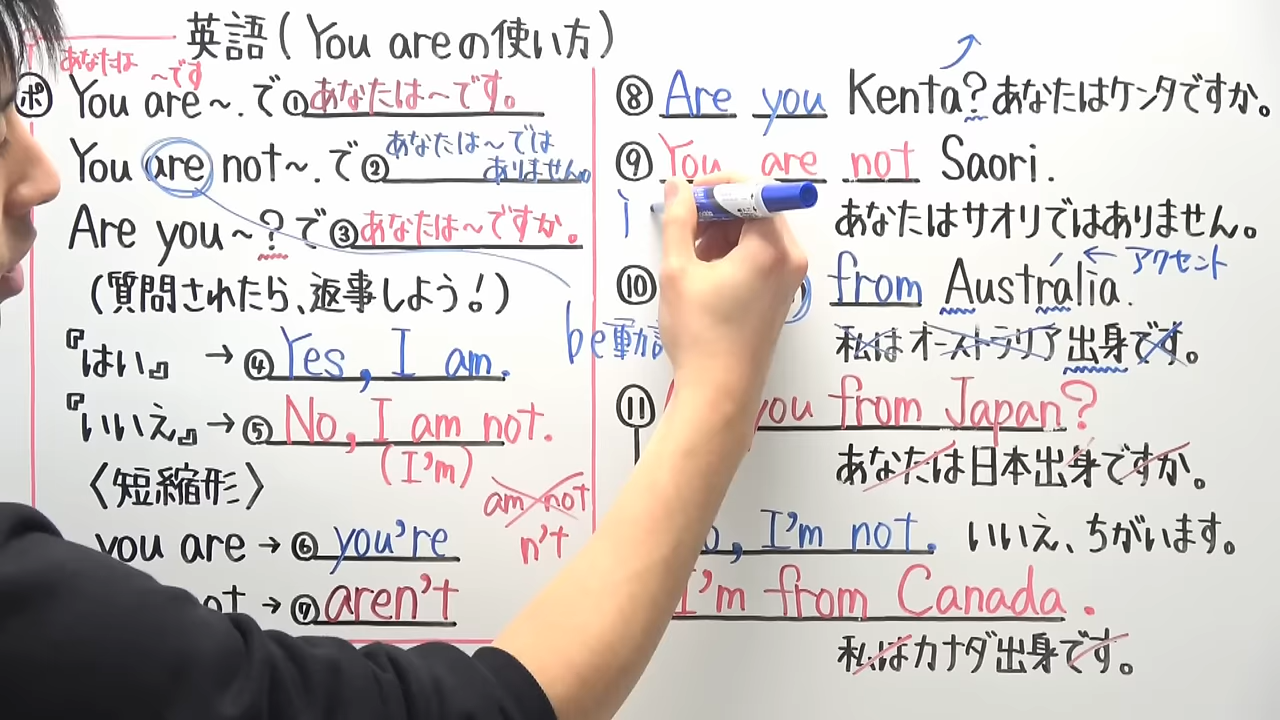 英語(You areの使い方)
あなたは ～です
ポ You are～.で①あなたは～です。
You are not～.で②あなたは～では
ありません。
Are you～?で③あなたは～ですか。
(質問されたら、返事しよう!)
be動詞
『はい』 → ④Yes, I am.
『いいえ』→ ⑤No, I am not.
(I'm)
〈短縮形〉
am not
n't
you are → ⑥you're
ot → ⑦aren't
⑧Are you Kenta?あなたはケンタですか。
⑨You are not Saori.
i
あなたはサオリではありません。
⑩ from Australia.
← アクセント
私はオーストラリア出身です。
⑪ you from Japan?
あなたは日本出身ですか。
o, I'm not. いいえ、ちがいます。
I'm from Canada.
私はカナダ出身です。